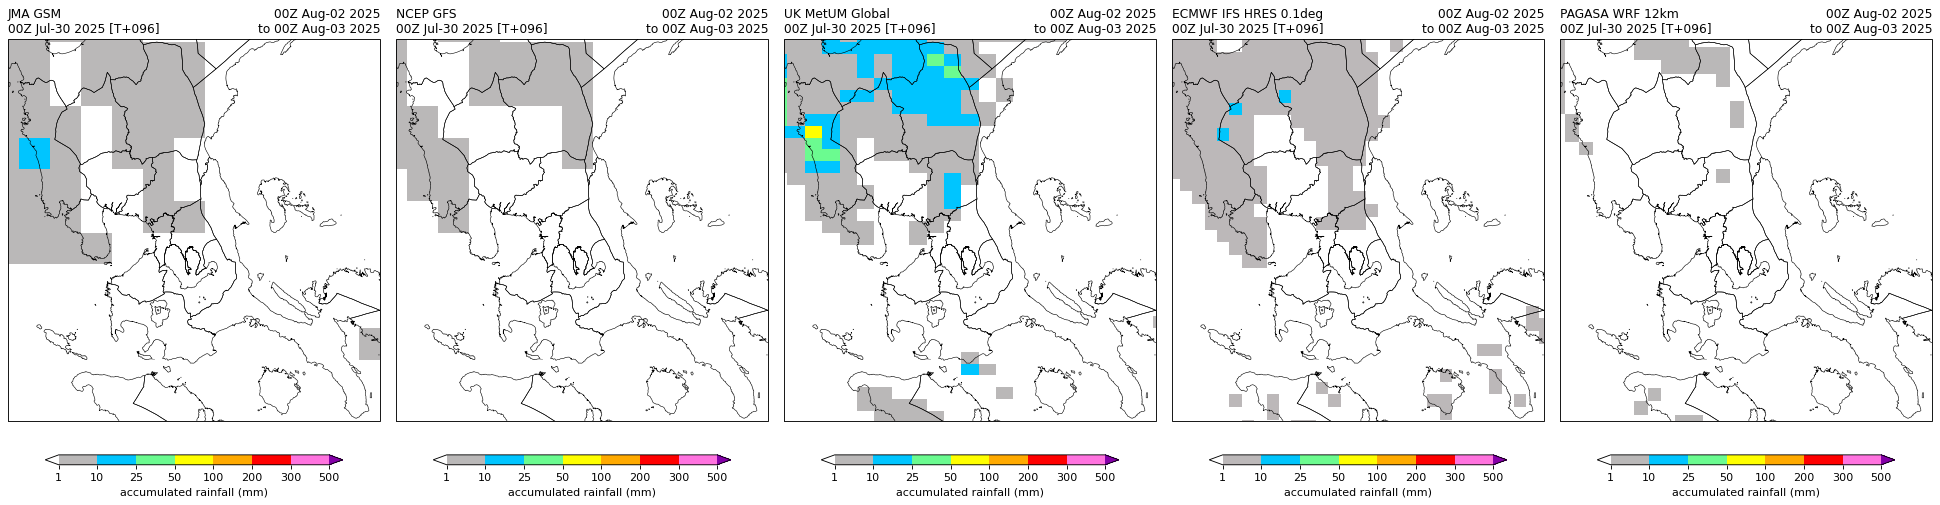 JMA GSM 00Z Aug-02 2025
00Z Jul-30 2025 [T+096] to 00Z Aug-03 2025
NCEP GFS 00Z Aug-02 2025
00Z Jul-30 2025 [T+096] to 00Z Aug-03 2025
UK MetUM Global 00Z Aug-02 2025
00Z Jul-30 2025 [T+096] to 00Z Aug-03 2025
ECMWF IFS HRES 0.1deg 00Z Aug-02 2025
00Z Jul-30 2025 [T+096] to 00Z Aug-03 2025
PAGASA WRF 12km 00Z Aug-02 2025
00Z Jul-30 2025 [T+096] to 00Z Aug-03 2025
1 10 25 50 100 200 300 500
accumulated rainfall (mm)
1 10 25 50 100 200 300 500
accumulated rainfall (mm)
1 10 25 50 100 200 300 500
accumulated rainfall (mm)
1 10 25 50 100 200 300 500
accumulated rainfall (mm)
1 10 25 50 100 200 300 500
accumulated rainfall (mm)